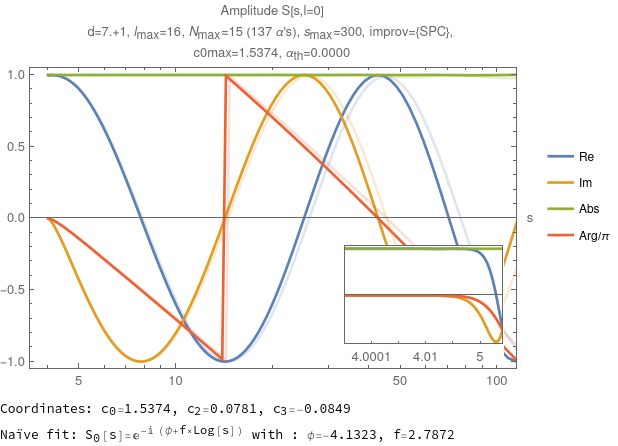 Amplitude S[s,l=0]
d=7.+1, lmax=16, Nmax=15 (137 α's), smax=300, improv={SPC},
c0max=1.5374, αth=0.0000
1.0
0.5
0.0
−0.5
−1.0
5
10
50
100
s
4.0001
4.01
5
Re
Im
Abs
Arg/π
Coordinates: c0=1.5374, c2=0.0781, c3=-0.0849
Naïve fit: S0[s]=e^-i (ϕ+f×Log[s]) with : ϕ=-4.1323, f=2.7872